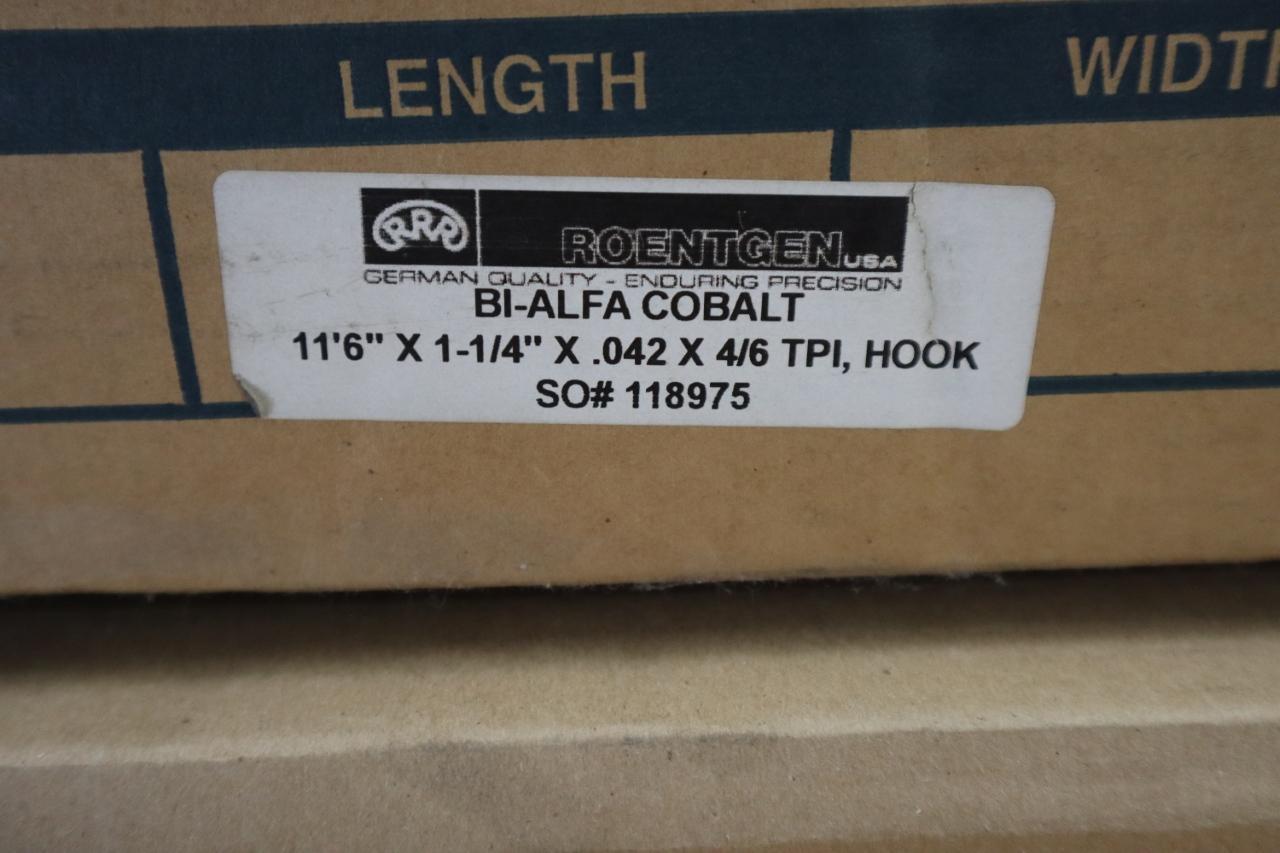 LENGTH
WIDTH
RRR
ROENTGEN USA
GERMAN QUALITY - ENDURING PRECISION
BI-ALFA COBALT
11'6" X 1-1/4" X .042 X 4/6 TPI, HOOK
SO# 118975